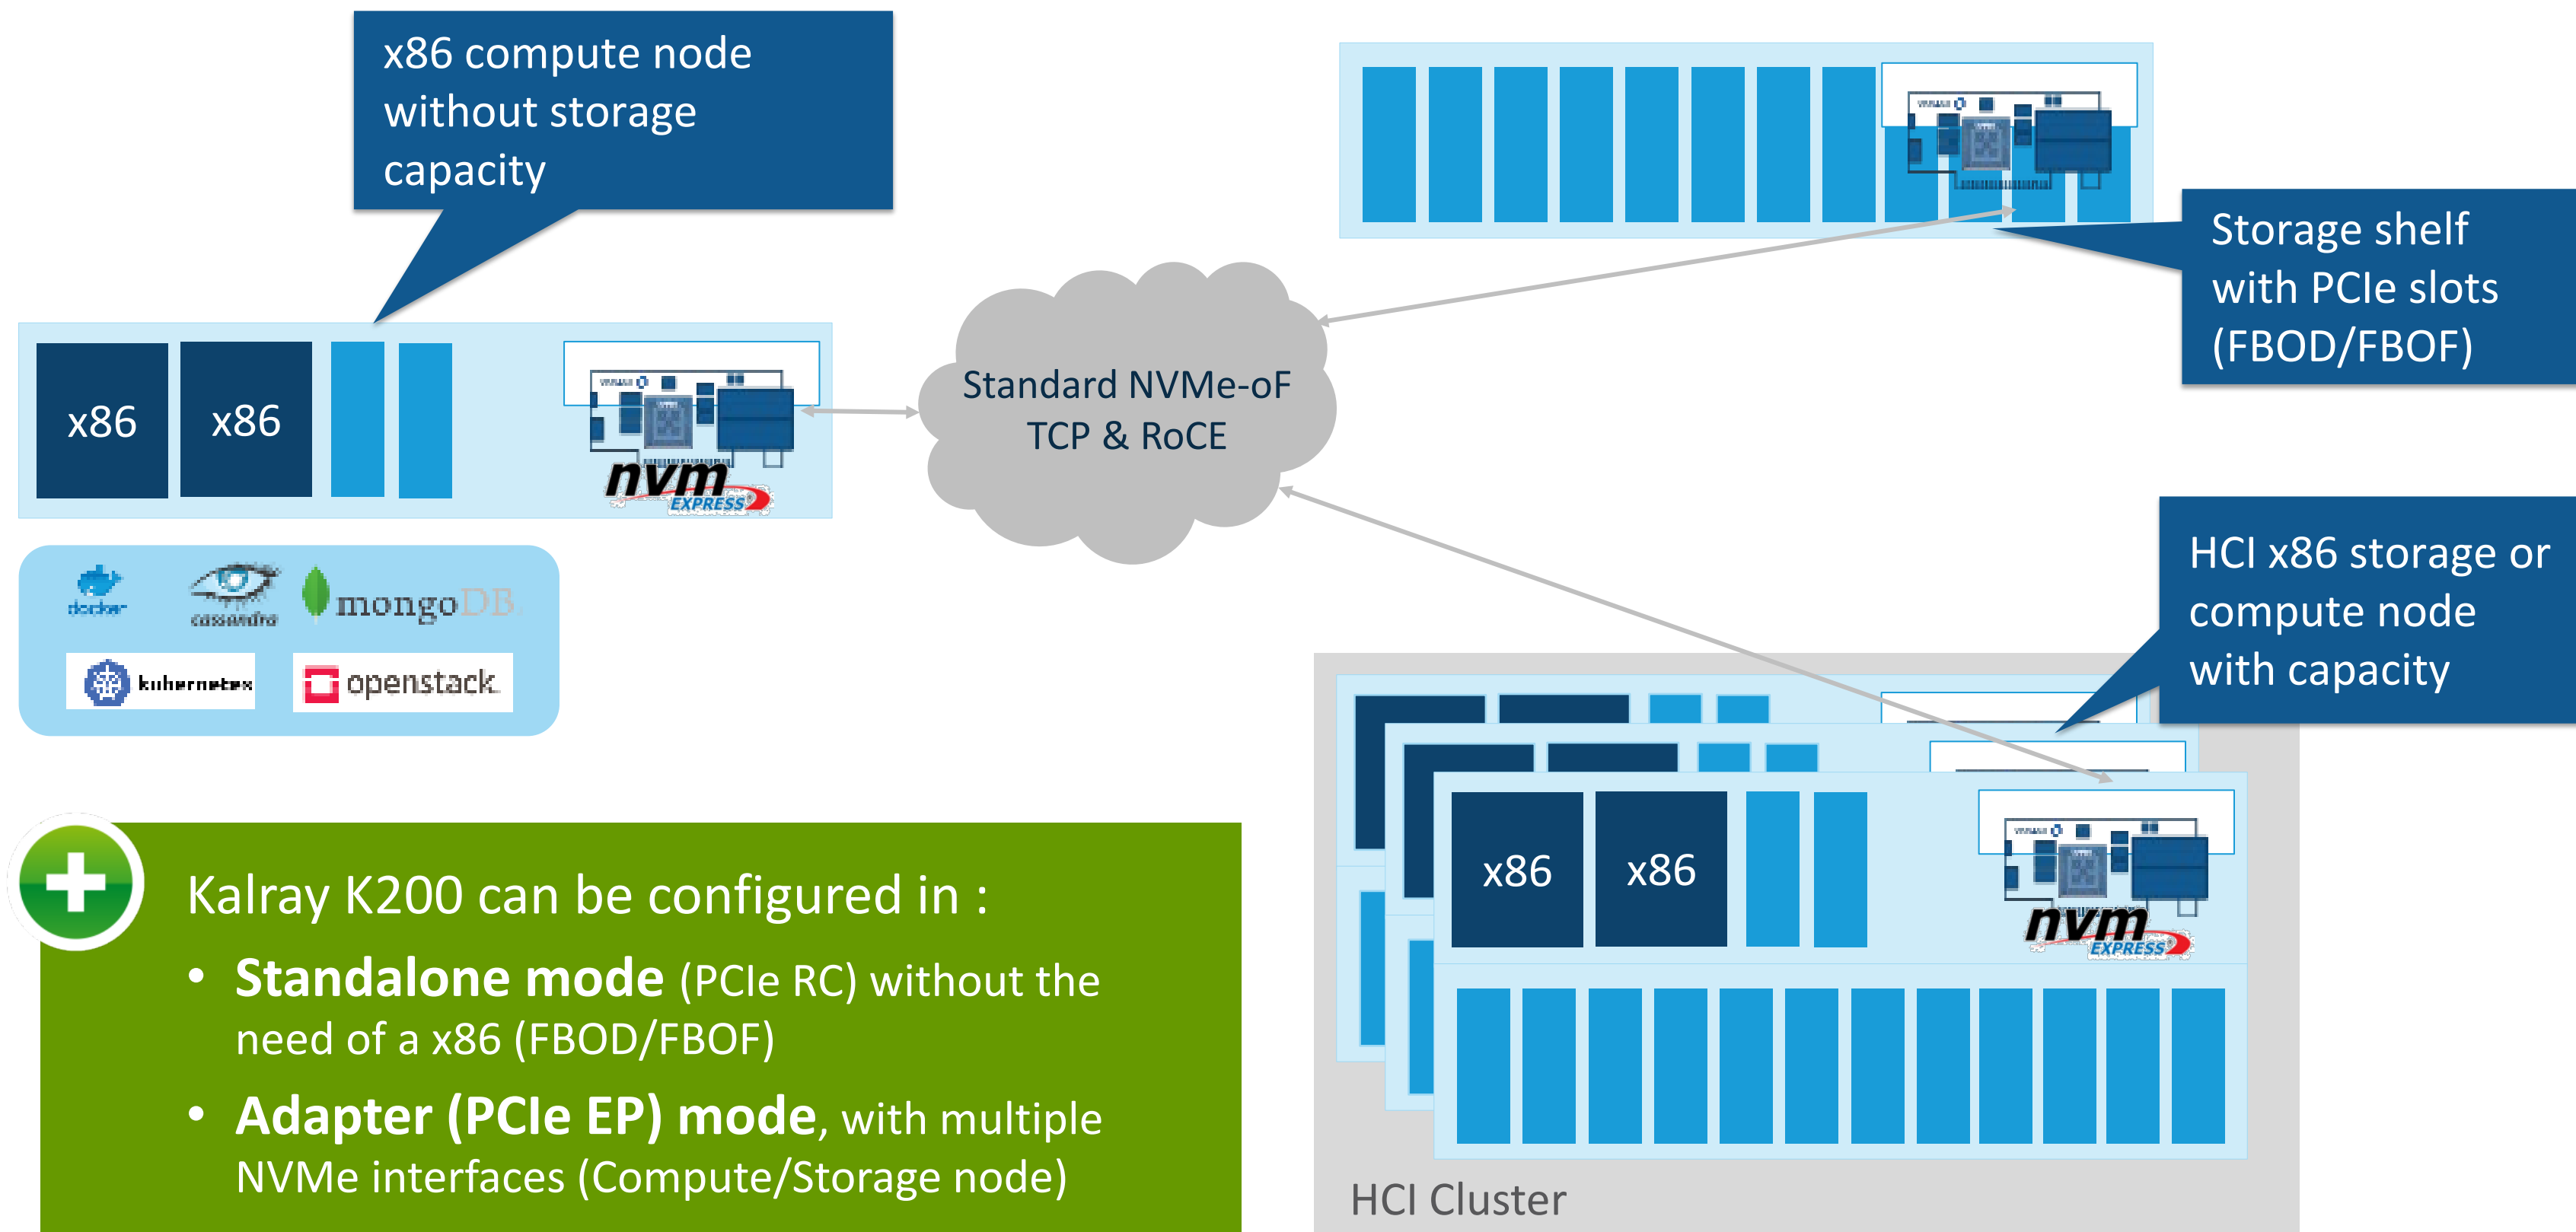 x86 compute node
without storage
capacity
Storage shelf
with PCIe slots
(FBOD/FBOF)
x86
x86
nvm
EXPRESS
Standard NVMe-oF
TCP & RoCE
docker
cassandra
mongoDB
kubernetes
openstack
HCI x86 storage or
compute node
with capacity
x86
x86
nvm
EXPRESS
HCI Cluster
Kalray K200 can be configured in :
• Standalone mode (PCIe RC) without the
need of a x86 (FBOD/FBOF)
• Adapter (PCIe EP) mode, with multiple
NVMe interfaces (Compute/Storage node)